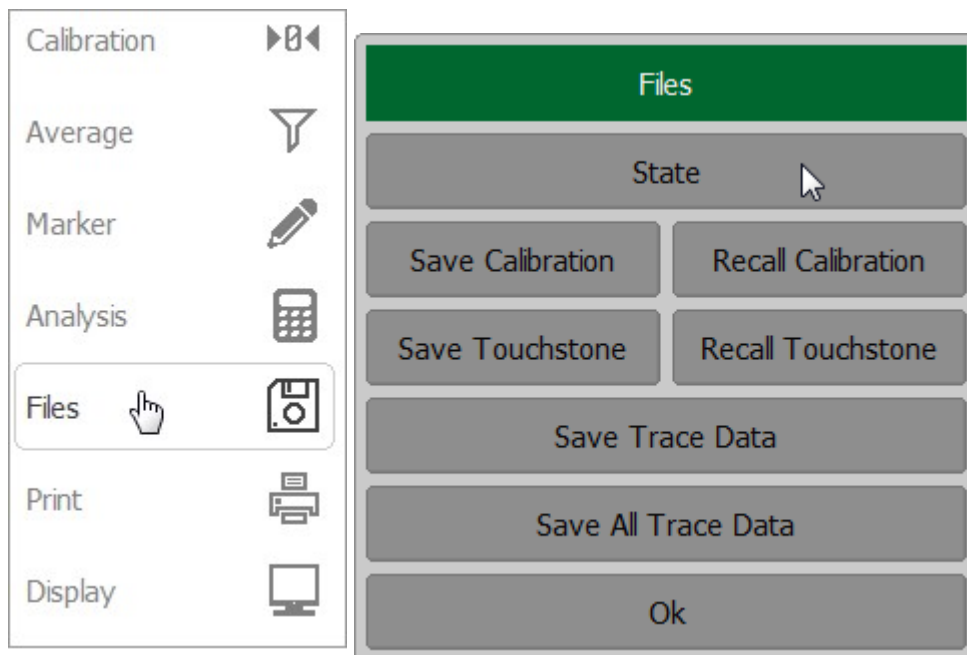 Calibration
Average
Marker
Analysis
Files
Print
Display
Files
State
Save Calibration Recall Calibration
Save Touchstone Recall Touchstone
Save Trace Data
Save All Trace Data
Ok